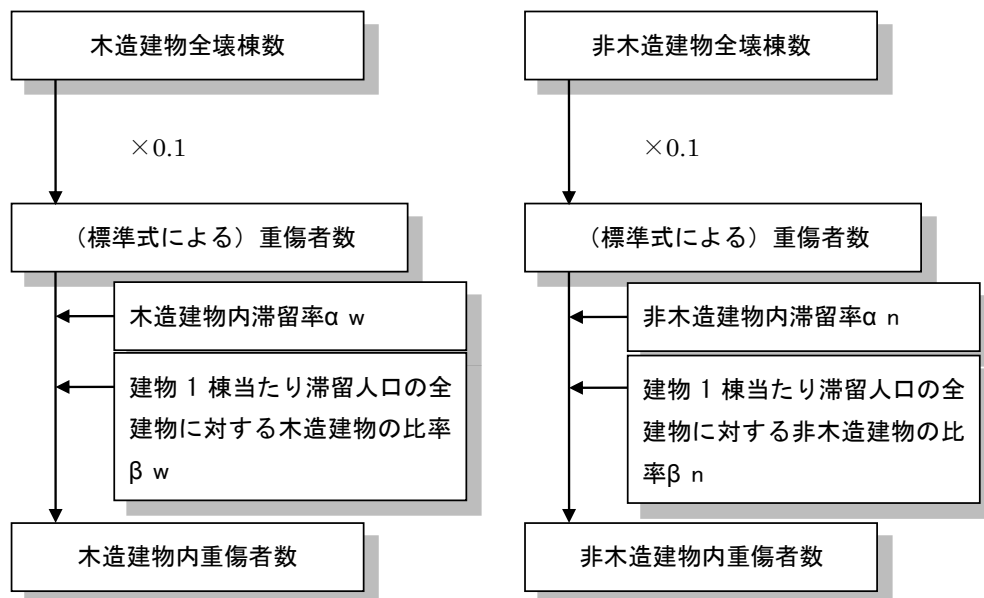 木造建物全壊棟数
×0.1
(標準式による)重傷者数
木造建物内滞留率α w
建物 1 棟当たり滞留人口の全
建物に対する木造建物の比率
β w
木造建物内重傷者数
非木造建物全壊棟数
×0.1
(標準式による)重傷者数
非木造建物内滞留率α n
建物 1 棟当たり滞留人口の全
建物に対する非木造建物の比
率β n
非木造建物内重傷者数